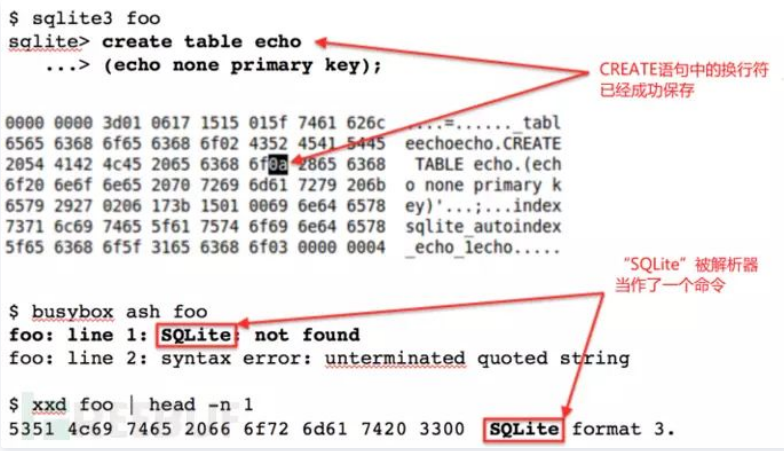 $ sqlite3 foo
sqlite> create table echo
...> (echo none primary key);
CREATE语句中的换行符
已经成功保存
0000 0000 3d01 0617 1515 015f 7461 626c ....=......_tabl
6565 6368 6f65 6368 6f02 4352 4541 5445 eechoecho.CREATE
2054 4142 4c45 2065 6368 6f0a 2865 6368 TABLE echo.(ech
6f20 6e6f 6e65 2070 7269 6d61 7279 206b o none primary k
6579 2927 0206 173b 1501 0069 6e64 6578 ey)'...;...index
7371 6c69 7465 5f61 7574 6f69 6e64 6578 sqlite_autoindex
5f65 6368 6f5f 3165 6368 6f03 0000 0004 _echo_1echo.....
“SQLite”被解析器
当作了一个命令
$ busybox ash foo
foo: line 1: SQLite: not found
foo: line 2: syntax error: unterminated quoted string
$ xxd foo | head -n 1
5351 4c69 7465 2066 6f72 6d61 7420 3300 SQLite format 3.